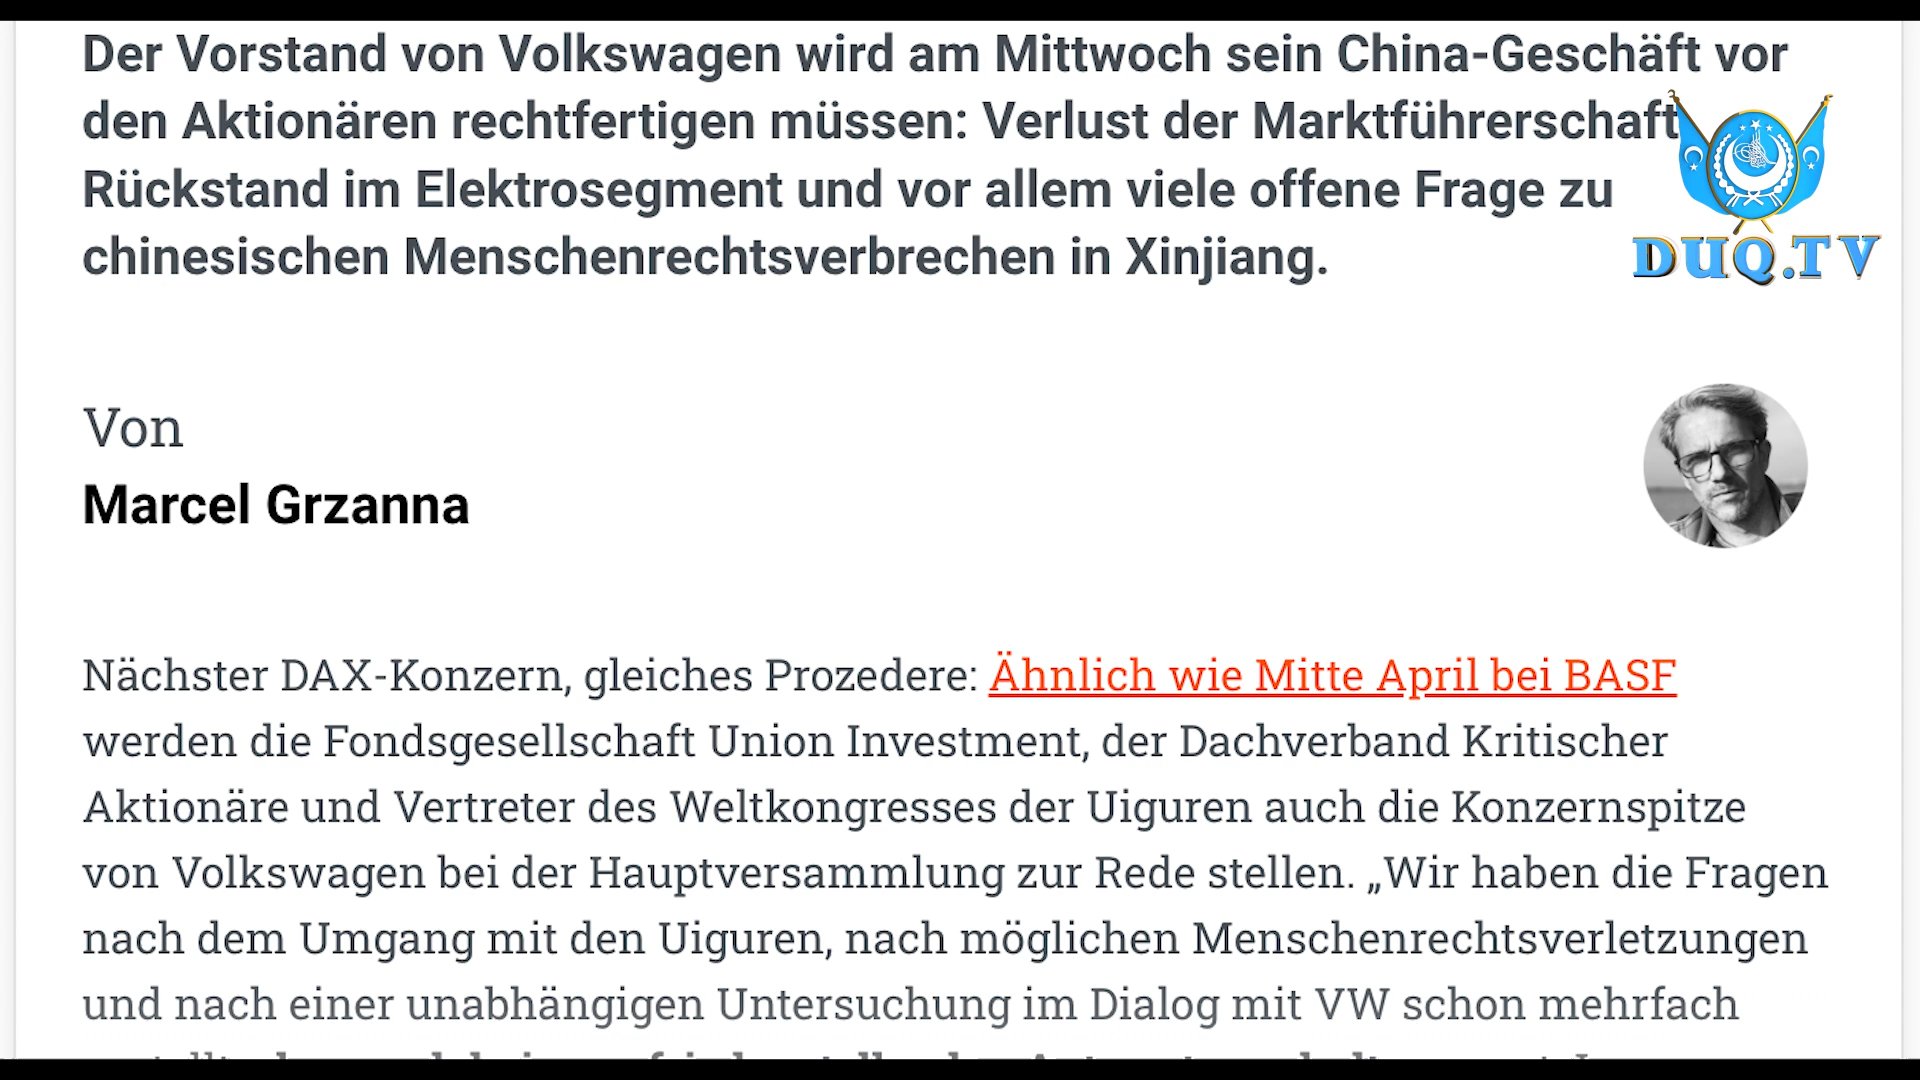 Der Vorstand von Volkswagen wird am Mittwoch sein China-Geschäft vor
den Aktionären rechtfertigen müssen: Verlust der Marktführerschaft
Rückstand im Elektrosegment und vor allem viele offene Frage zu
chinesischen Menschenrechtsverbrechen in Xinjiang.
DUQ.TV
Von
Marcel Grzanna
Nächster DAX-Konzern, gleiches Prozedere: Ähnlich wie Mitte April bei BASF
werden die Fondsgesellschaft Union Investment, der Dachverband Kritischer
Aktionäre und Vertreter des Weltkongresses der Uiguren auch die Konzernspitze
von Volkswagen bei der Hauptversammlung zur Rede stellen. „Wir haben die Fragen
nach dem Umgang mit den Uiguren, nach möglichen Menschenrechtsverletzungen
und nach einer unabhängigen Untersuchung im Dialog mit VW schon mehrfach